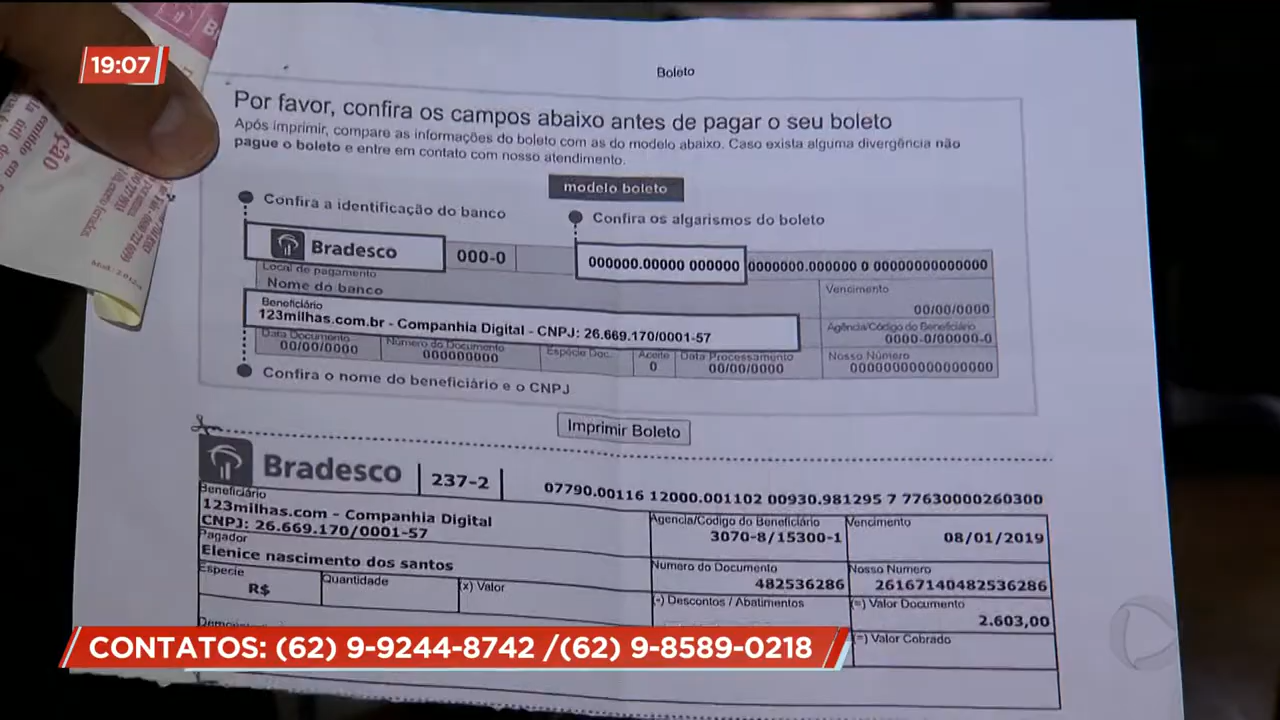 19:07
Boleto
Por favor, confira os campos abaixo antes de pagar o seu boleto
Após imprimir, compare as informações do boleto com as do modelo abaixo. Caso exista alguma divergência não
pague o boleto e entre em contato com nosso atendimento.
modelo boleto
Confira a identificação do banco
Confira os algarismos do boleto
Bradesco 000-0 000000.00000 000000 0000000.000000 0 00000000000000
Local de pagamento
Nome do banco
Vencimento
00/00/0000
Beneficiário
123milhas.com.br - Companhia Digital - CNPJ: 26.669.170/0001-57
Agência/Código do Beneficiário
0000-0/00000-0
Data Documento Número do Documento Espécie Doc. Aceite Data Processamento Nosso Número
00/00/0000 000000000 0 00/00/0000 00000000000000000
Confira o nome do beneficiário e o CNPJ
Imprimir Boleto
Bradesco 237-2 07790.00116 12000.001102 00930.981295 7 77630000260300
Beneficiário
123milhas.com - Companhia Digital
CNPJ: 26.669.170/0001-57
Agencia/Código do Beneficiário
3070-8/15300-1
Vencimento
08/01/2019
Pagador
Elenice nascimento dos santos
Numero do Documento
482536286
Nosso Numero
26167140482536286
Especie
R$
Quantidade
(x) Valor
(-) Descontos / Abatimentos
(=) Valor Documento
2.603,00
(=) Valor Cobrado
CONTATOS: (62) 9-9244-8742 /(62) 9-8589-0218